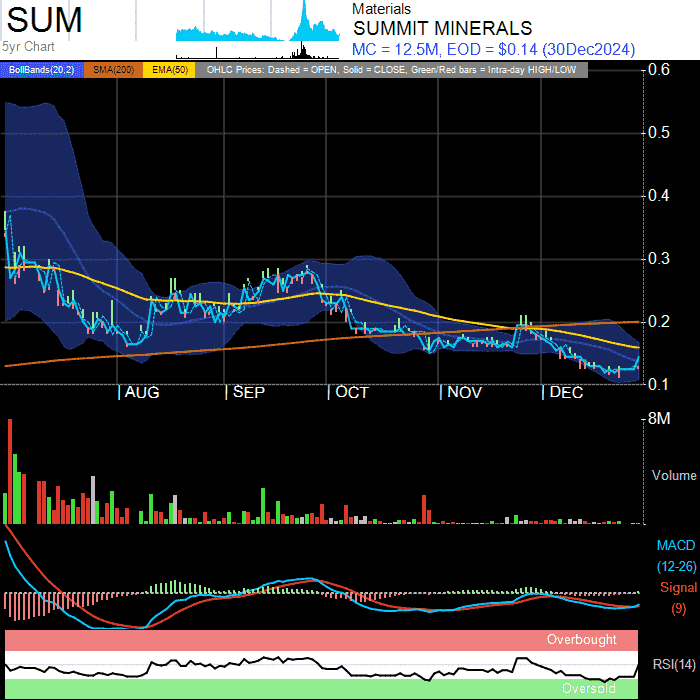 SUM
5yr Chart
Materials
SUMMIT MINERALS
MC = 12.5M, EOD = $0.14 (30Dec2024)
BollBands(20,2) SMA(200) EMA(50) OHLC Prices: Dashed = OPEN, Solid = CLOSE, Green/Red bars = Intra-day HIGH/LOW
0.6
0.5
0.4
0.3
0.2
0.1
AUG SEP OCT NOV DEC
8M
Volume
MACD
(12-26)
Signal
(9)
Overbought
RSI(14)
Oversold